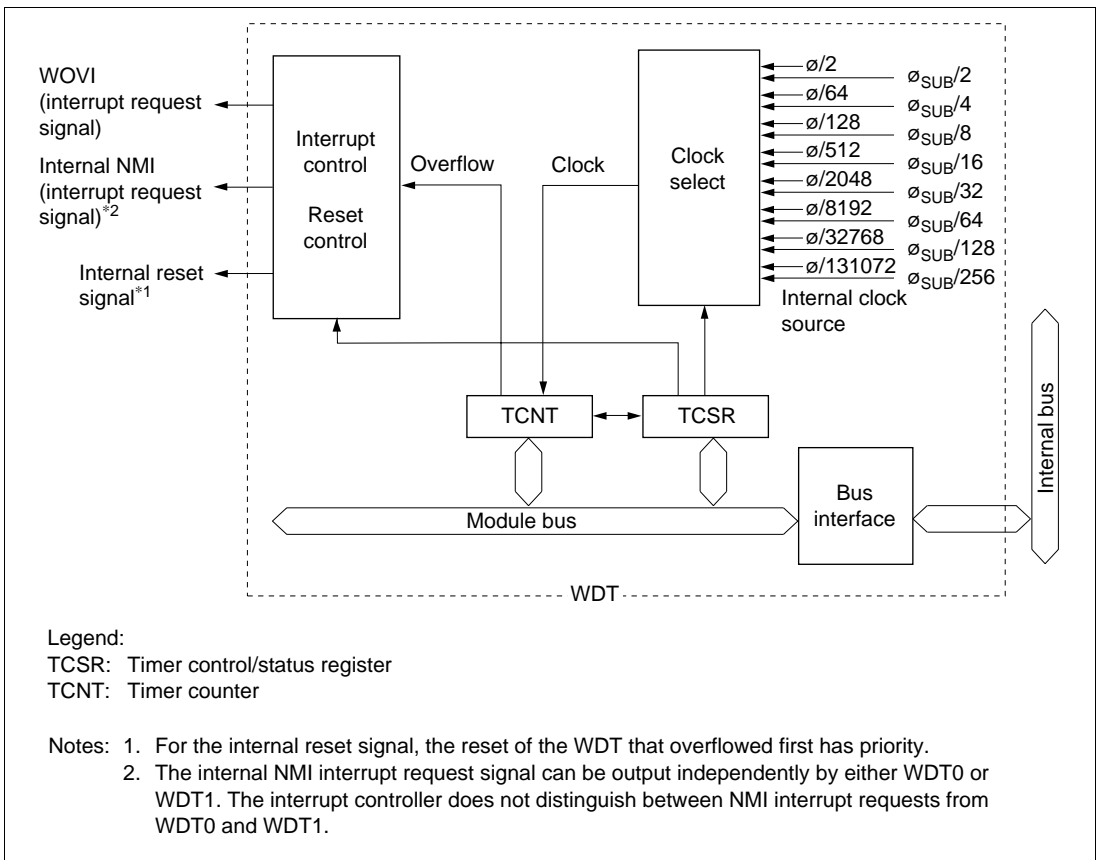 WOVI
(interrupt request
signal)
Internal NMI
(interrupt request
signal)*2
Internal reset
signal*1
Interrupt
control
Reset
control
Overflow
Clock
Clock
select
ø/2
ø/64
ø/128
ø/512
ø/2048
ø/8192
ø/32768
ø/131072
øSUB/2
øSUB/4
øSUB/8
øSUB/16
øSUB/32
øSUB/64
øSUB/128
øSUB/256
Internal clock
source
TCNT
TCSR
Module bus
Bus
interface
Internal bus
WDT
Legend:
TCSR: Timer control/status register
TCNT: Timer counter
Notes: 1. For the internal reset signal, the reset of the WDT that overflowed first has priority.
2. The internal NMI interrupt request signal can be output independently by either WDT0 or
WDT1. The interrupt controller does not distinguish between NMI interrupt requests from
WDT0 and WDT1.